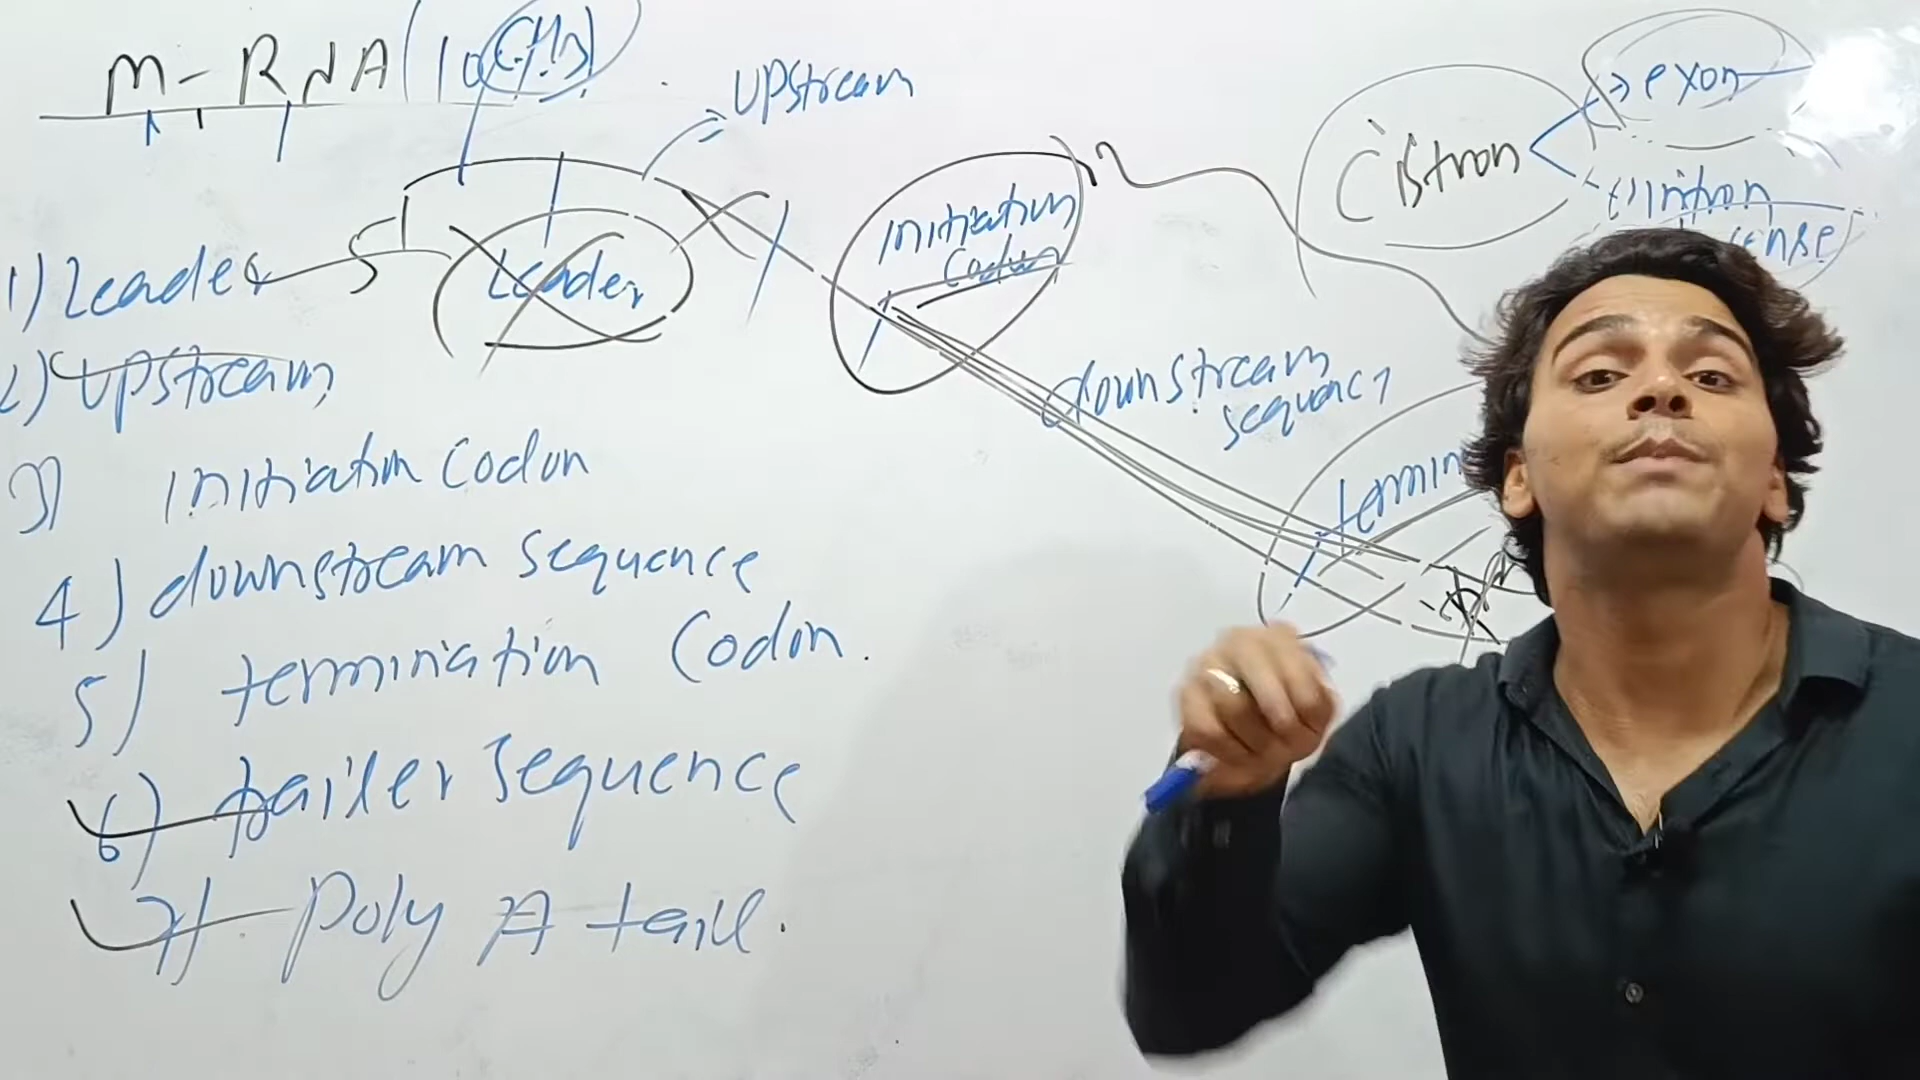 m-RNA
UPstream
Cistron
exon
intron
initiation
codon
Leader
1) Leader
2) UPstream
3) initiation Codon
downstream
4) downstream sequence
5) termination Codon.
6) trailer sequence
7) Poly A tail.